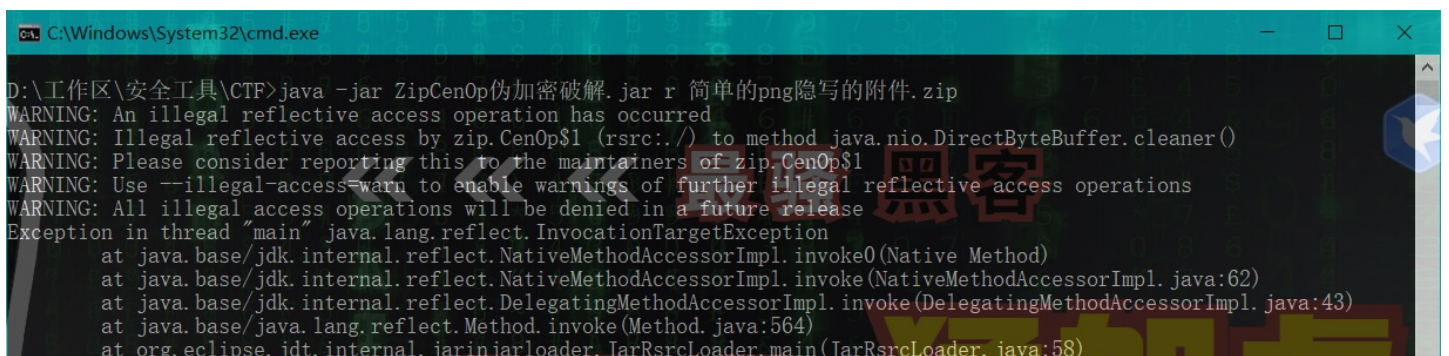 C:\Windows\System32\cmd.exe
D:\工作区\安全工具\CTF>java -jar ZipCenOp伪加密破解.jar r 简单的png隐写的附件.zip
WARNING: An illegal reflective access operation has occurred
WARNING: Illegal reflective access by zip.CenOp$1 (rsrc:./) to method java.nio.DirectByteBuffer.cleaner()
WARNING: Please consider reporting this to the maintainers of zip.CenOp$1
WARNING: Use --illegal-access=warn to enable warnings of further illegal reflective access operations
WARNING: All illegal access operations will be denied in a future release
最骚 黑客
Exception in thread "main" java.lang.reflect.InvocationTargetException
at java.base/jdk.internal.reflect.NativeMethodAccessorImpl.invoke0(Native Method)
at java.base/jdk.internal.reflect.NativeMethodAccessorImpl.invoke(NativeMethodAccessorImpl.java:62)
at java.base/jdk.internal.reflect.DelegatingMethodAccessorImpl.invoke(DelegatingMethodAccessorImpl.java:43)
at java.base/java.lang.reflect.Method.invoke(Method.java:564)
at org.eclipse.jdt.internal.jarinjarloader.JarRsrcLoader.main(JarRsrcLoader.java:58)